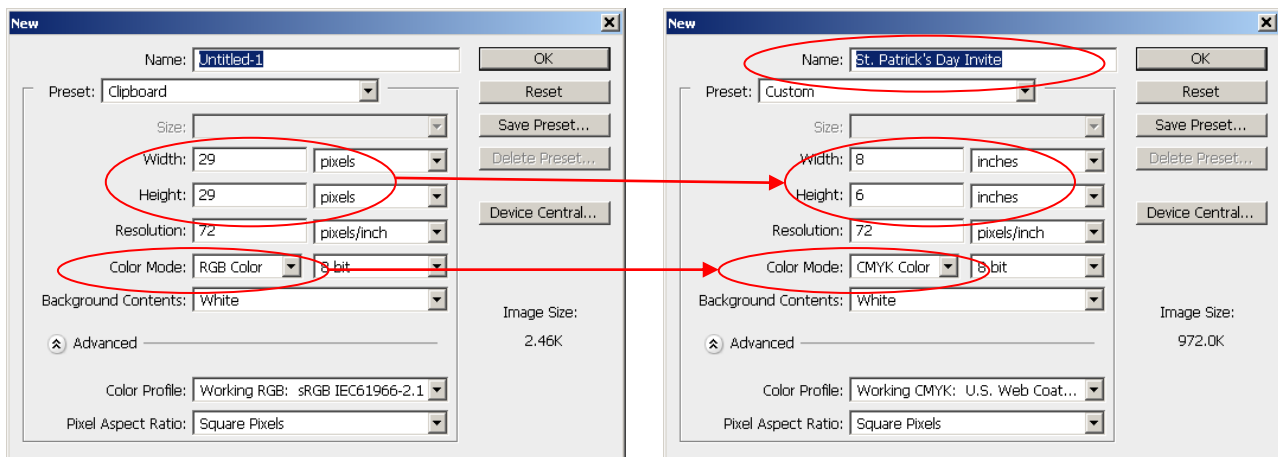 New
Name: Untitled-1
OK
Preset: Clipboard
Reset
Size:
Save Preset...
Width: 29 pixels
Delete Preset...
Height: 29 pixels
Device Central...
Resolution: 72 pixels/inch
Color Mode: RGB Color 8 bit
Background Contents: White
Image Size:
2.46K
Advanced
Color Profile: Working RGB: sRGB IEC61966-2.1
Pixel Aspect Ratio: Square Pixels
New
Name: St. Patrick's Day Invite
OK
Preset: Custom
Reset
Size:
Save Preset...
Width: 8 inches
Delete Preset...
Height: 6 inches
Device Central...
Resolution: 72 pixels/inch
Color Mode: CMYK Color 8 bit
Background Contents: White
Image Size:
972.0K
Advanced
Color Profile: Working CMYK: U.S. Web Coat...
Pixel Aspect Ratio: Square Pixels